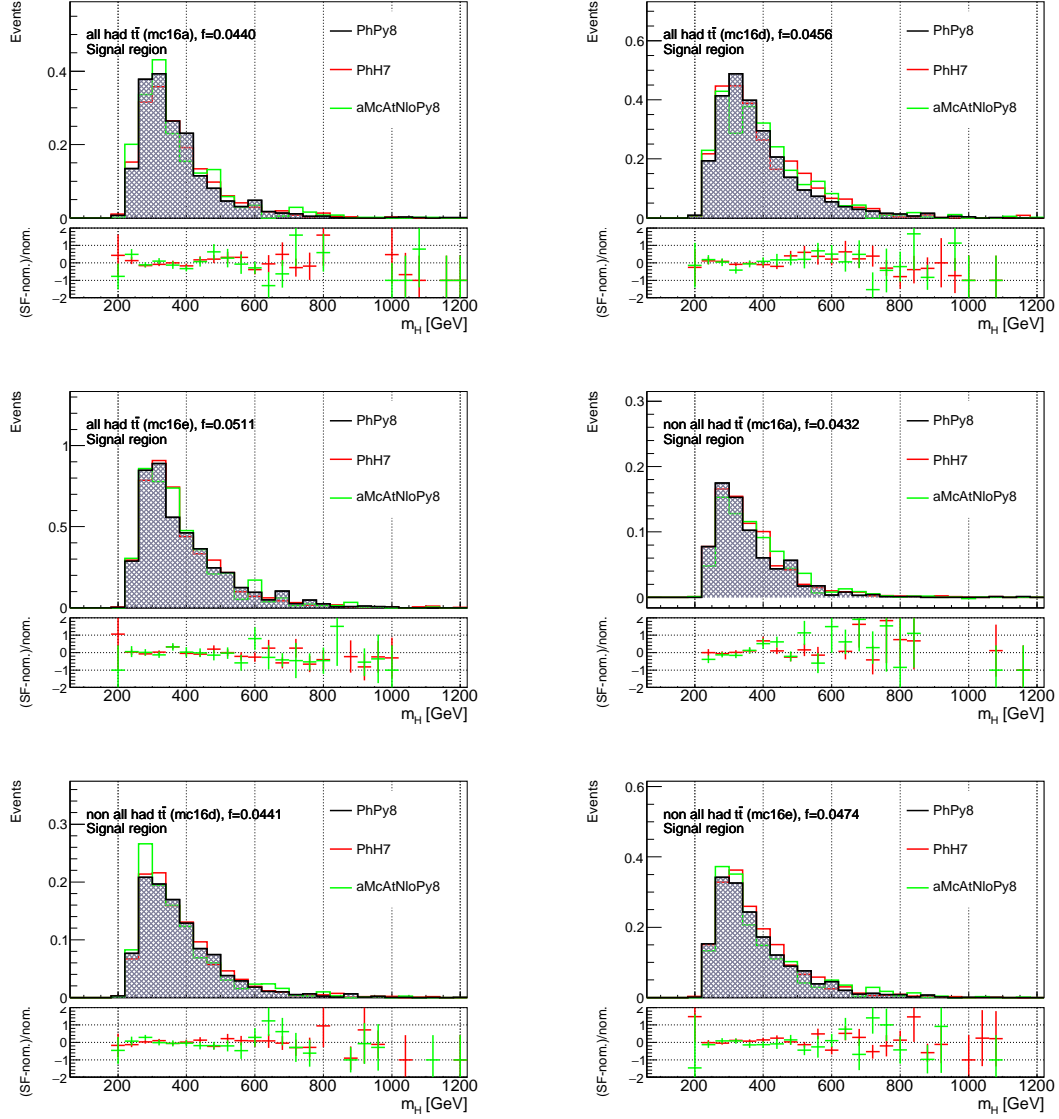 Events
all had tt̄ (mc16a), f=0.0440
Signal region
PhPy8
PhH7
aMcAtNloPy8
0.4
0.2
0
(SF-nom.)/nom.
2
1
0
−1
−2
200 400 600 800 1000 1200
m_H [GeV]
Events
all had tt̄ (mc16d), f=0.0456
Signal region
PhPy8
PhH7
aMcAtNloPy8
0.6
0.4
0.2
0
(SF-nom.)/nom.
2
1
0
−1
−2
200 400 600 800 1000 1200
m_H [GeV]
Events
all had tt̄ (mc16e), f=0.0511
Signal region
PhPy8
PhH7
aMcAtNloPy8
1
0.5
0
(SF-nom.)/nom.
2
1
0
−1
−2
200 400 600 800 1000 1200
m_H [GeV]
Events
non all had tt̄ (mc16a), f=0.0432
Signal region
PhPy8
PhH7
aMcAtNloPy8
0.3
0.2
0.1
0
(SF-nom.)/nom.
2
1
0
−1
−2
200 400 600 800 1000 1200
m_H [GeV]
Events
non all had tt̄ (mc16d), f=0.0441
Signal region
PhPy8
PhH7
aMcAtNloPy8
0.3
0.2
0.1
0
(SF-nom.)/nom.
2
1
0
−1
−2
200 400 600 800 1000 1200
m_H [GeV]
Events
non all had tt̄ (mc16e), f=0.0474
Signal region
PhPy8
PhH7
aMcAtNloPy8
0.6
0.4
0.2
0
(SF-nom.)/nom.
2
1
0
−1
−2
200 400 600 800 1000 1200
m_H [GeV]